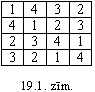 1 4 3 2
4 1 2 3
2 3 4 1
3 2 1 4
19.1. zīm.